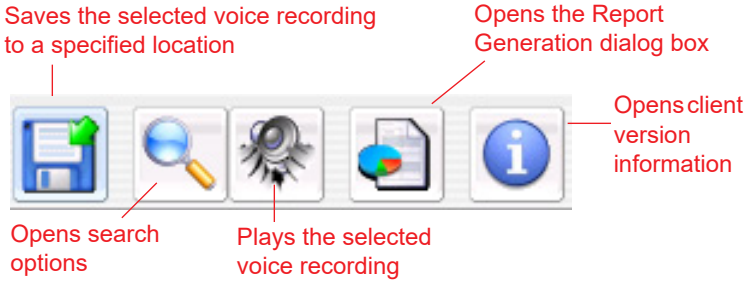 Saves the selected voice recording
to a specified location
Opens the Report
Generation dialog box
Opens client
version
information
Opens search
options
Plays the selected
voice recording